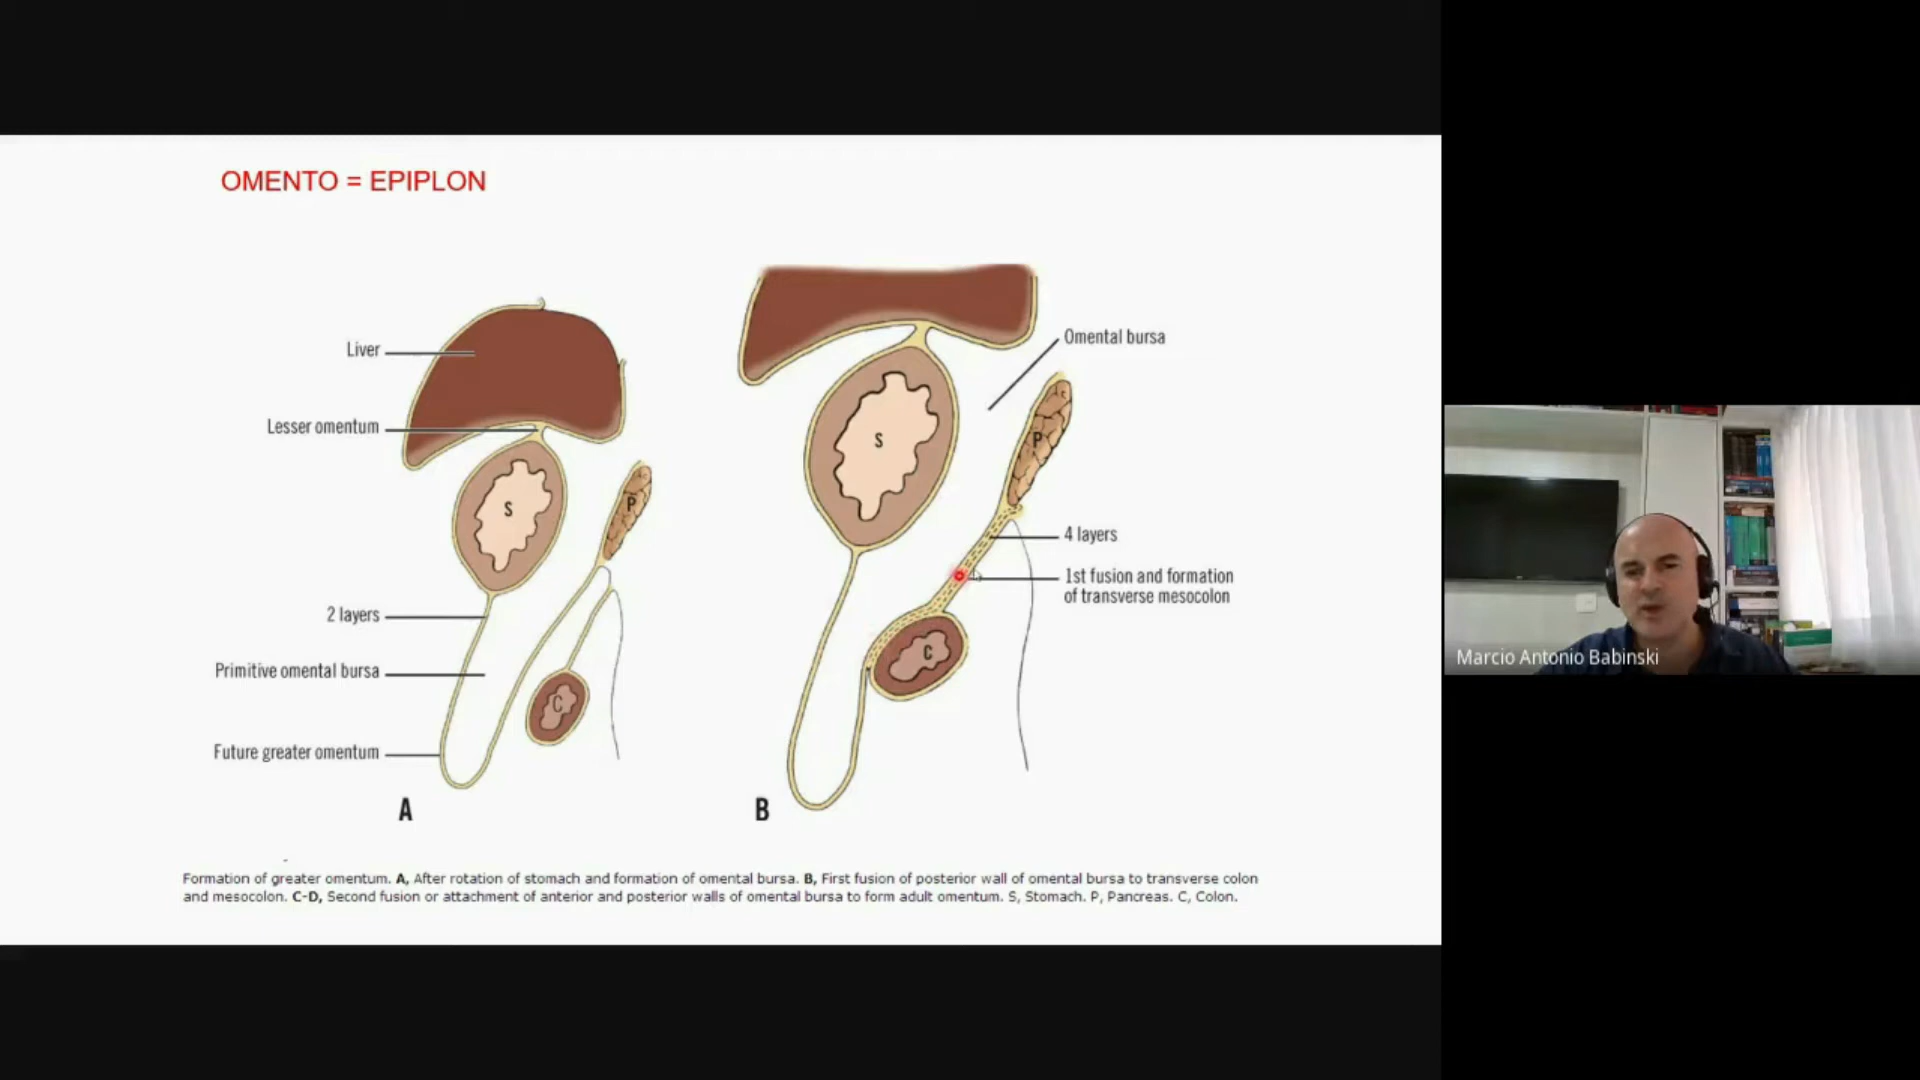 OMENTO = EPIPLON
Liver
Lesser omentum
S
P
2 layers
Primitive omental bursa
C
Future greater omentum
A
Omental bursa
S
P
4 layers
1st fusion and formation
of transverse mesocolon
C
B
Formation of greater omentum. A, After rotation of stomach and formation of omental bursa. B, First fusion of posterior wall of omental bursa to transverse colon
and mesocolon. C-D, Second fusion or attachment of anterior and posterior walls of omental bursa to form adult omentum. S, Stomach. P, Pancreas. C, Colon.
Marcio Antonio Babinski